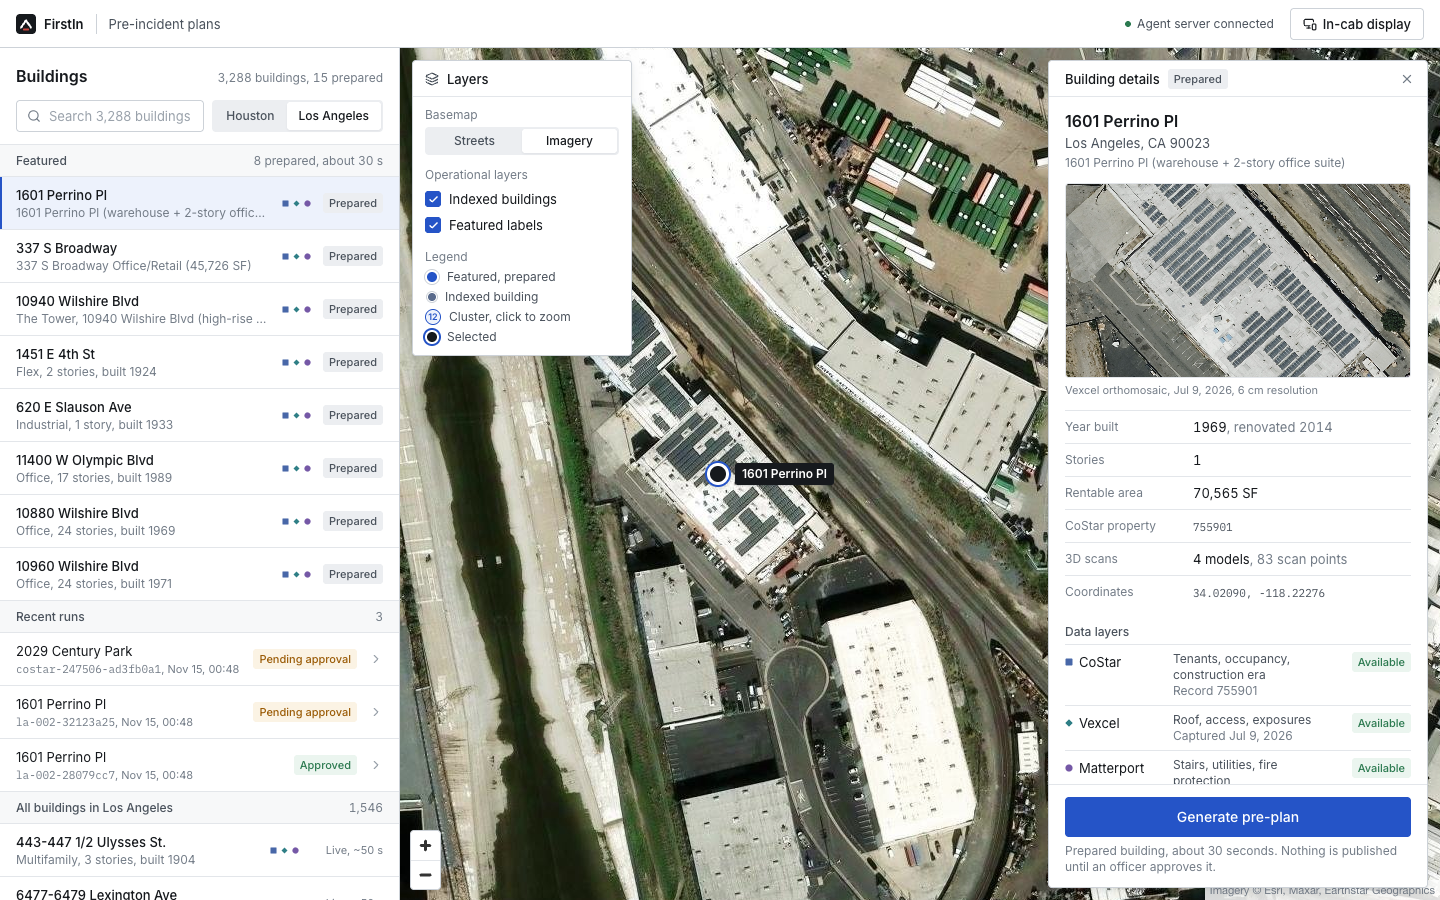 FirstIn
Pre-incident plans
Agent server connected
In-cab display
Buildings
3,288 buildings, 15 prepared
Search 3,288 buildings
Houston
Los Angeles
Featured
8 prepared, about 30 s
1601 Perrino Pl
1601 Perrino Pl (warehouse + 2-story offic...
Prepared
337 S Broadway
337 S Broadway Office/Retail (45,726 SF)
Prepared
10940 Wilshire Blvd
The Tower, 10940 Wilshire Blvd (high-rise ...
Prepared
1451 E 4th St
Flex, 2 stories, built 1924
Prepared
620 E Slauson Ave
Industrial, 1 story, built 1933
Prepared
11400 W Olympic Blvd
Office, 17 stories, built 1989
Prepared
10880 Wilshire Blvd
Office, 24 stories, built 1969
Prepared
10960 Wilshire Blvd
Office, 24 stories, built 1971
Prepared
Recent runs
3
2029 Century Park
costar-247506-ad3fb0a1, Nov 15, 00:48
Pending approval
1601 Perrino Pl
la-002-32123a25, Nov 15, 00:48
Pending approval
1601 Perrino Pl
la-002-28079cc7, Nov 15, 00:48
Approved
All buildings in Los Angeles
1,546
443-447 1/2 Ulysses St.
Multifamily, 3 stories, built 1904
Live, ~50 s
6477-6479 Lexington Ave
Layers
Basemap
Streets
Imagery
Operational layers
Indexed buildings
Featured labels
Legend
Featured, prepared
Indexed building
12
Cluster, click to zoom
Selected
1601 Perrino Pl
+
−
Building details
Prepared
1601 Perrino Pl
Los Angeles, CA 90023
1601 Perrino Pl (warehouse + 2-story office suite)
Vexcel orthomosaic, Jul 9, 2026, 6 cm resolution
Year built
1969, renovated 2014
Stories
1
Rentable area
70,565 SF
CoStar property
755901
3D scans
4 models, 83 scan points
Coordinates
34.02090, -118.22276
Data layers
CoStar
Tenants, occupancy,
construction era
Record 755901
Available
Vexcel
Roof, access, exposures
Captured Jul 9, 2026
Available
Matterport
Stairs, utilities, fire
protection
Available
Generate pre-plan
Prepared building, about 30 seconds. Nothing is published
until an officer approves it.
Imagery © Esri, Maxar, Earthstar Geographics